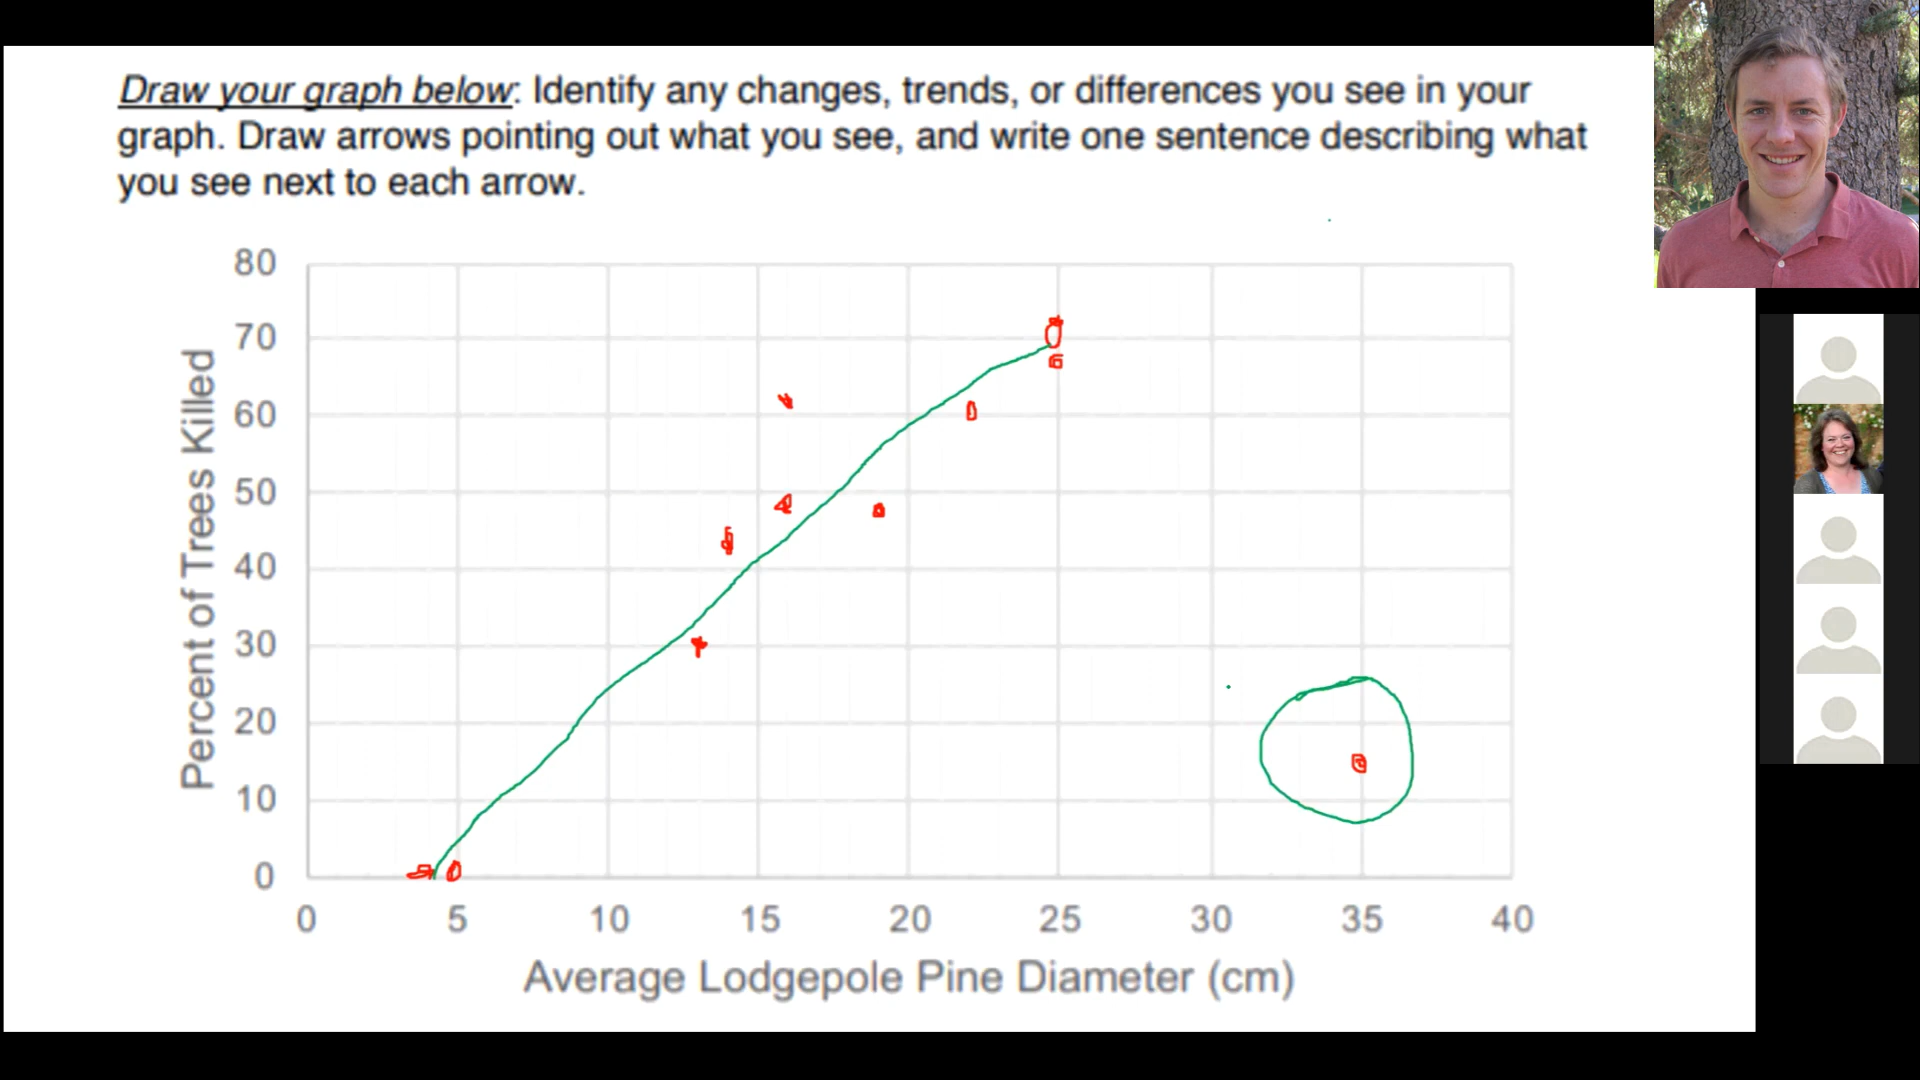 Draw your graph below: Identify any changes, trends, or differences you see in your
graph. Draw arrows pointing out what you see, and write one sentence describing what
you see next to each arrow.
80
70
60
50
40
30
20
10
0
Percent of Trees Killed
0 5 10 15 20 25 30 35 40
Average Lodgepole Pine Diameter (cm)